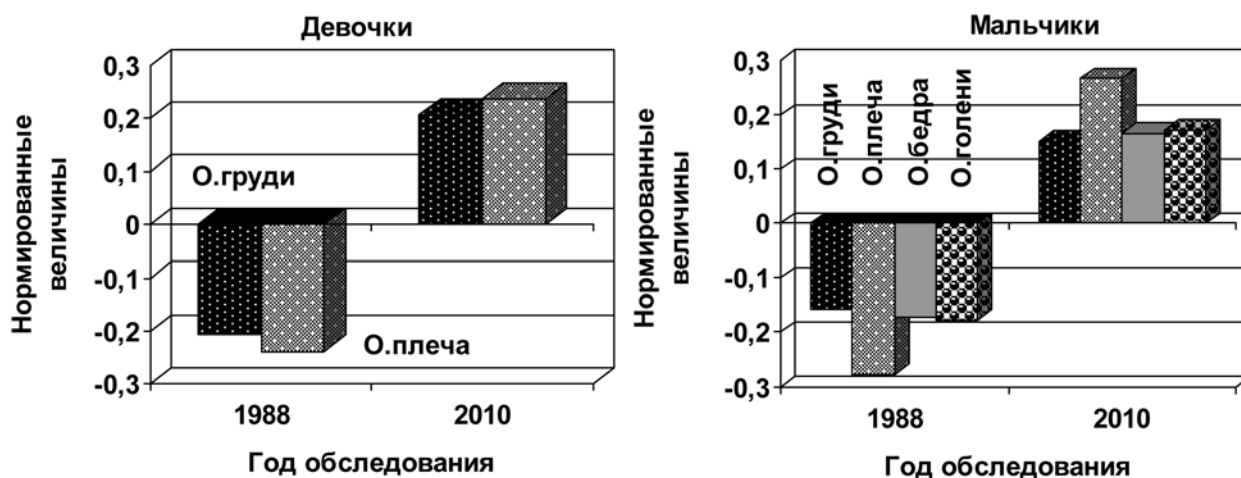 Девочки
Нормированные
величины
0,3
0,2
0,1
0
-0,1
-0,2
-0,3
О.груди
О.плеча
1988
2010
Год обследования
Мальчики
Нормированные
величины
0,3
0,2
0,1
0
-0,1
-0,2
-0,3
О.груди
О.плеча
О.бедра
О.голени
1988
2010
Год обследования